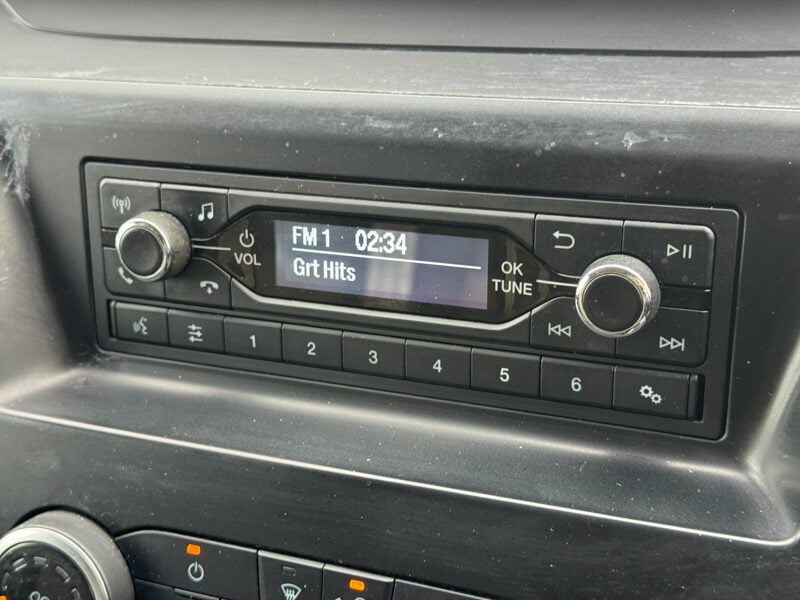 FM 1 02:34
Grt Hits
VOL
OK
TUNE
1 2 3 4 5 6